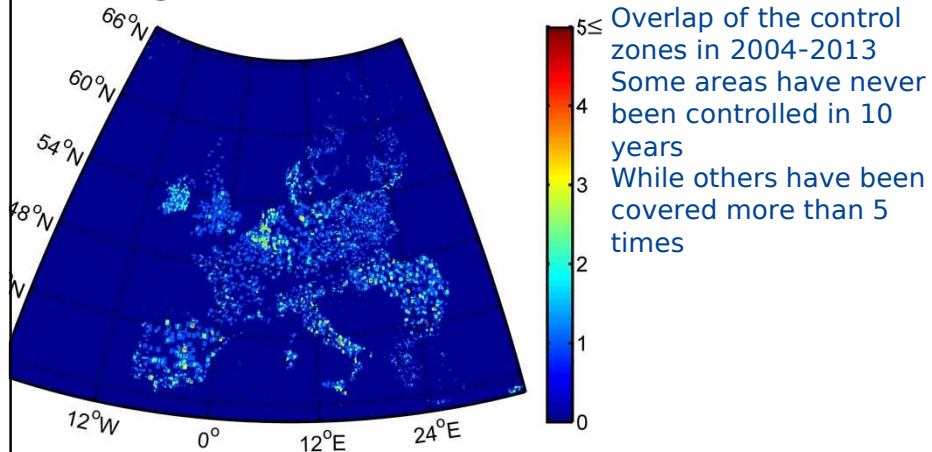 66°N
60°N
54°N
48°N
N
12°W
0°
12°E
24°E
5≤
4
3
2
1
0
Overlap of the control
zones in 2004-2013
Some areas have never
been controlled in 10
years
While others have been
covered more than 5
times